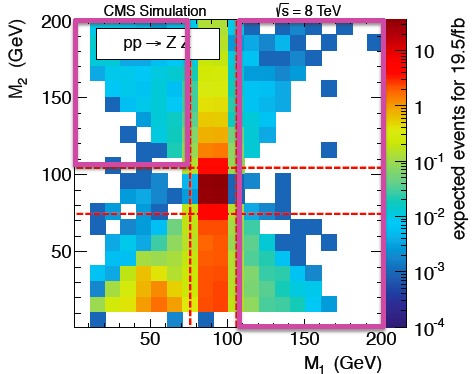 CMS Simulation √s = 8 TeV
pp → Z Z
M2 (GeV)
200
150
100
50
50 100 150 200
M1 (GeV)
10
1
10-1
10-2
10-3
10-4
expected events for 19.5/fb